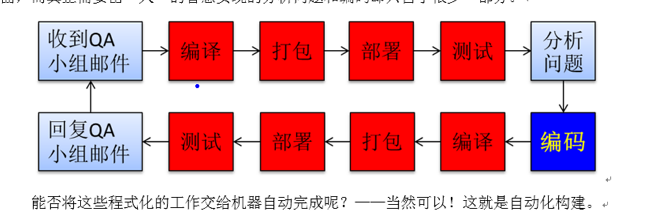 收到QA
小组邮件
编译
打包
部署
测试
分析
问题
回复QA
小组邮件
测试
部署
打包
编译
编码
能否将这些程式化的工作交给机器自动完成呢？——当然可以！这就是自动化构建。